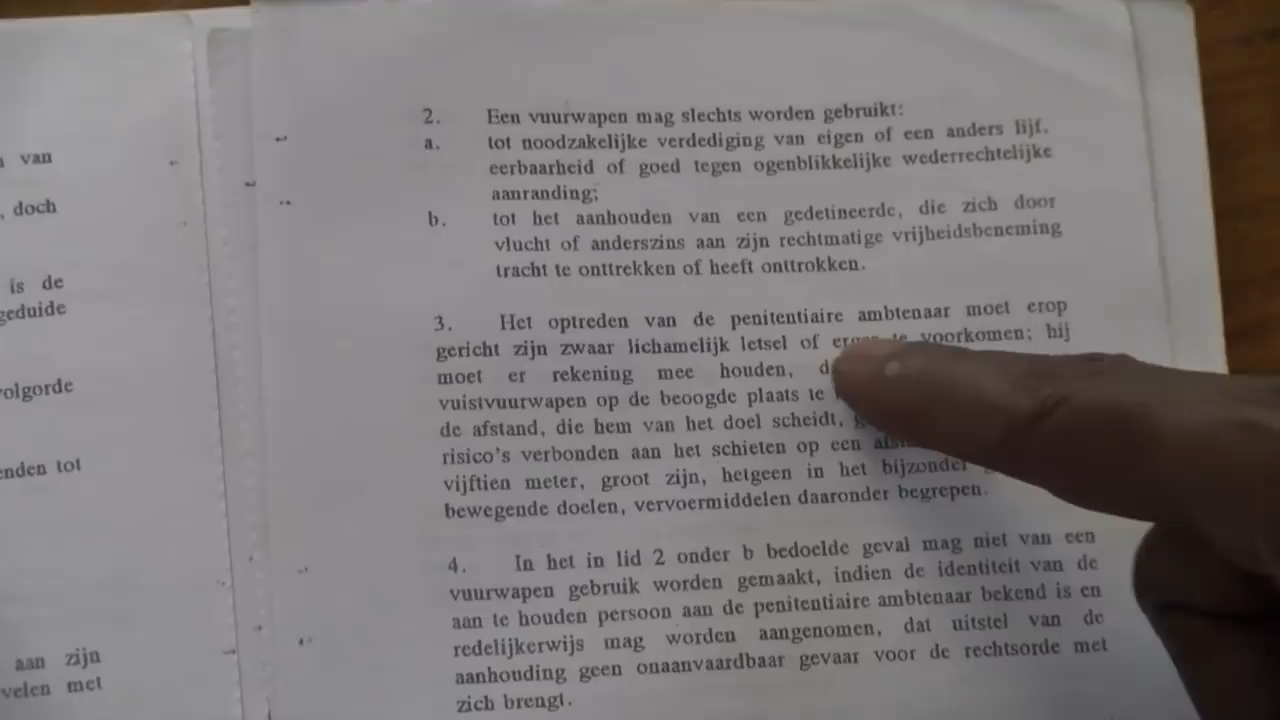 n van
, doch
is de
geduide
volgorde
enden tot
aan zijn
velen met
2. Een vuurwapen mag slechts worden gebruikt:
a. tot noodzakelijke verdediging van eigen of een anders lijf,
eerbaarheid of goed tegen ogenblikkelijke wederrechtelijke
aanranding;
b. tot het aanhouden van een gedetineerde, die zich door
vlucht of anderszins aan zijn rechtmatige vrijheidsbeneming
tracht te onttrekken of heeft onttrokken.
3. Het optreden van de penitentiaire ambtenaar moet erop
gericht zijn zwaar lichamelijk letsel of erger te voorkomen; hij
moet er rekening mee houden,
vuistvuurwapen op de beoogde plaats te
de afstand, die hem van het doel scheidt,
risico's verbonden aan het schieten op een
vijftien meter, groot zijn, hetgeen in het bijzonder
bewegende doelen, vervoermiddelen daaronder begrepen.
4. In het in lid 2 onder b bedoelde geval mag niet van een
vuurwapen gebruik worden gemaakt, indien de identiteit van de
aan te houden persoon aan de penitentiaire ambtenaar bekend is en
redelijkerwijs mag worden aangenomen, dat uitstel van de
aanhouding geen onaanvaardbaar gevaar voor de rechtsorde met
zich brengt.